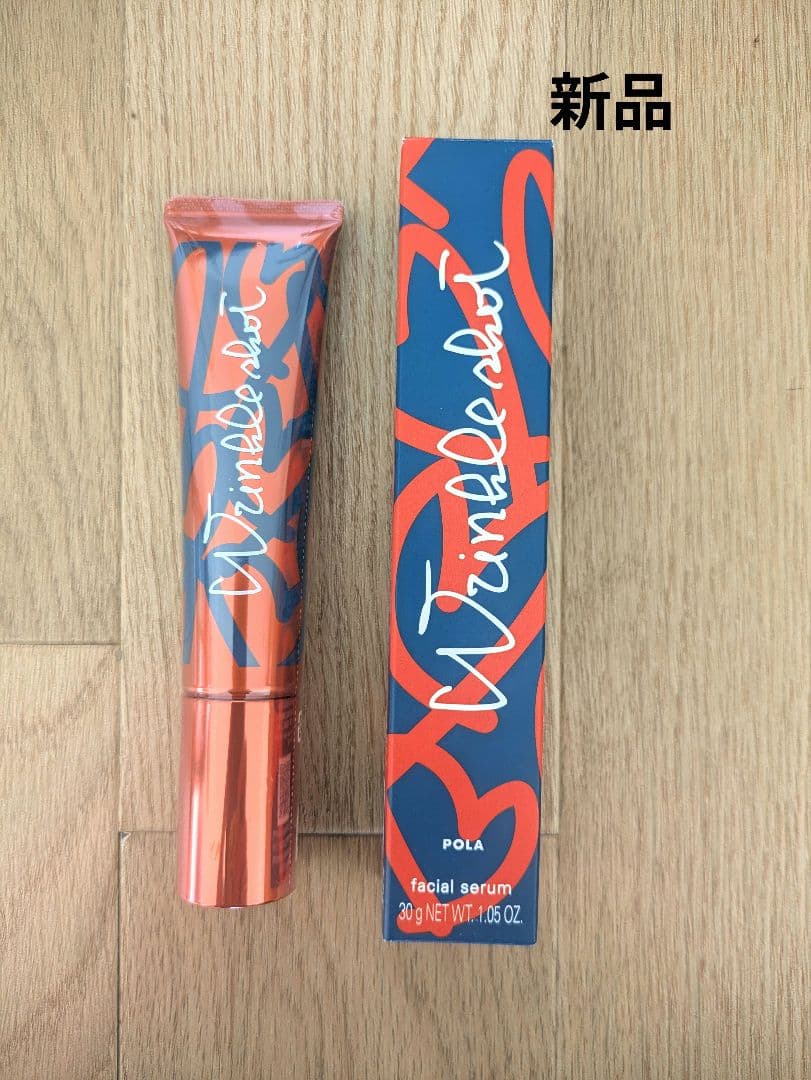 新品
Wrinkle shot
Wrinkle shot
POLA
facial serum
30 g NET WT. 1.05 OZ.